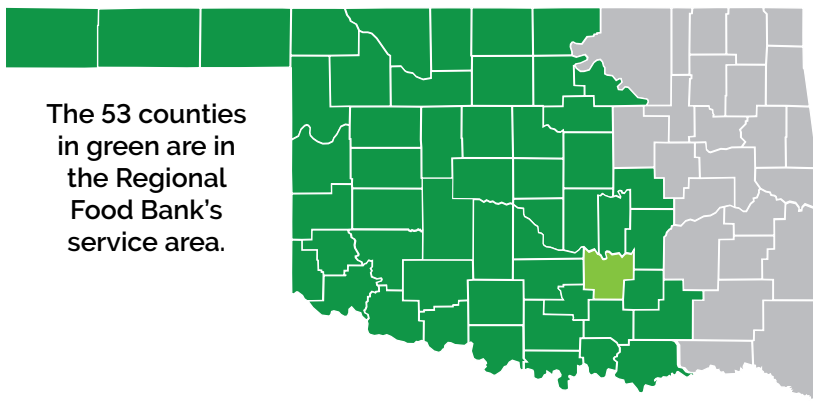 The 53 counties
in green are in
the Regional
Food Bank's
service area.